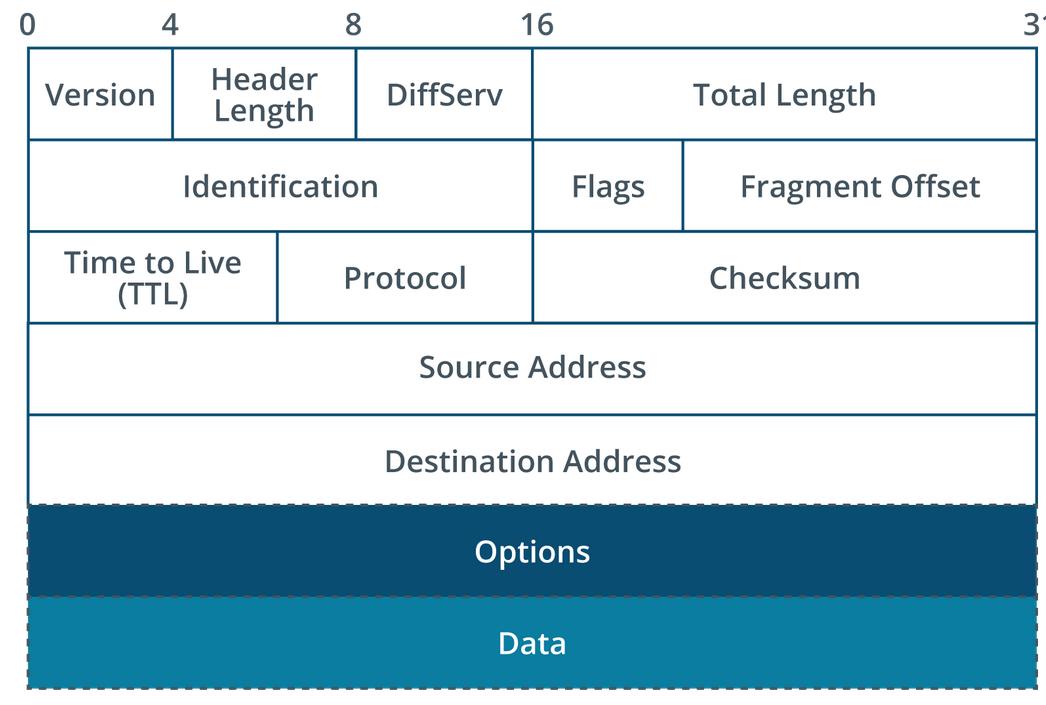 0 4 8 16
Version
Header
Length
DiffServ
Total Length
Identification
Flags
Fragment Offset
Time to Live
(TTL)
Protocol
Checksum
Source Address
Destination Address
Options
Data